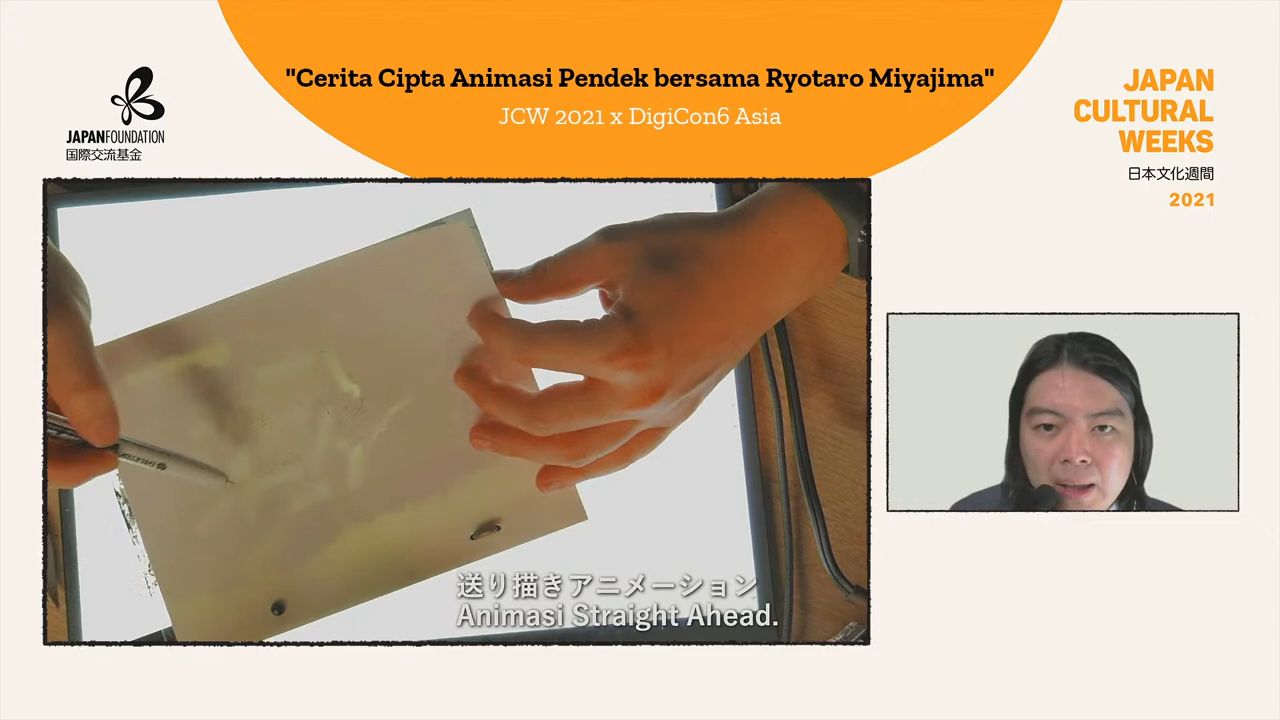 "Cerita Cipta Animasi Pendek bersama Ryotaro Miyajima"
JCW 2021 x DigiCon6 Asia
JAPANFOUNDATION
国際交流基金
JAPAN
CULTURAL
WEEKS
日本文化週間
2021
送り描きアニメーション
Animasi Straight Ahead.